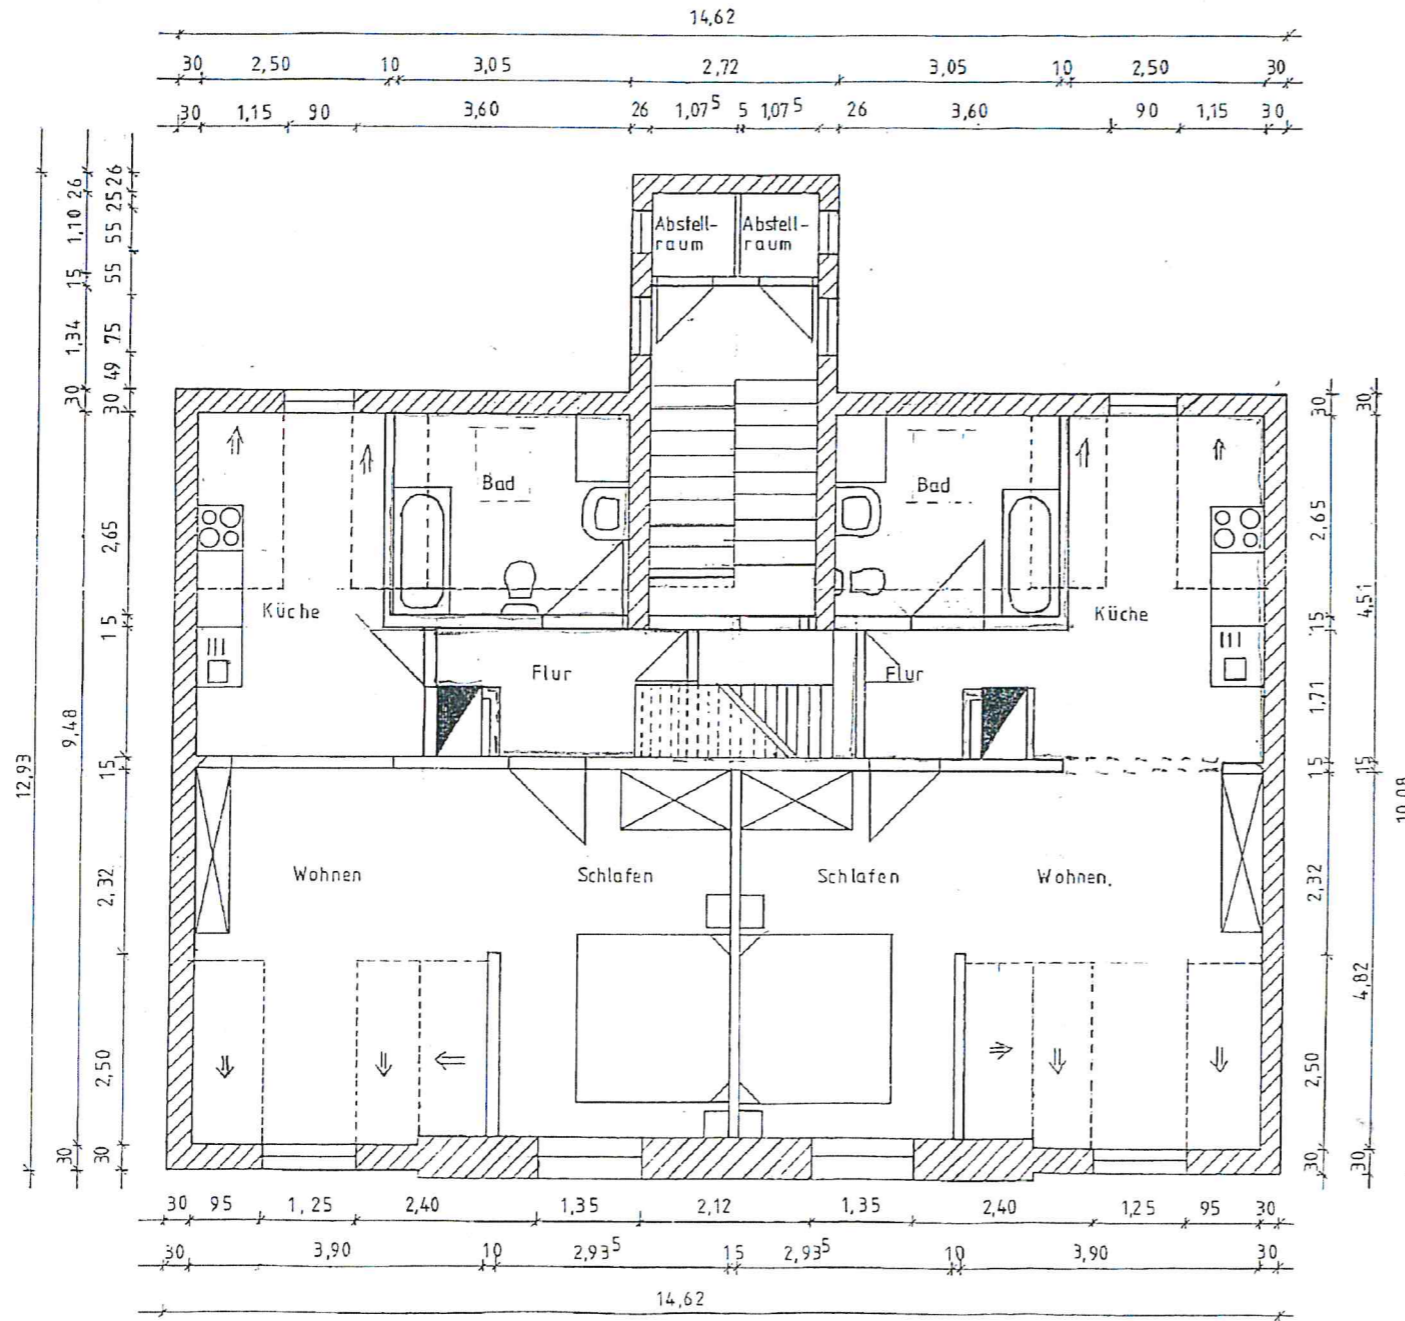 14,62
30 2,50 10 3,05 2,72 3,05 10 2,50 30
30 1,15 90 3,60 26 1,07⁵ 5 1,07⁵ 26 3,60 90 1,15 30
12,93
26 1,10 15 1,34 30 9,48 30
26 25 55 55 75 49 30 2,65 15 15 2,32 2,50 30
Abstell-
raum
Abstell-
raum
Bad
Bad
Küche
Küche
Flur
Flur
Wohnen
Schlafen
Schlafen
Wohnen.
30 2,65 15 1,71 15 2,32 2,50 30
30 4,51 15 4,82 30
10,08
30 95 1,25 2,40 1,35 2,12 1,35 2,40 1,25 95 30
30 3,90 10 2,93⁵ 15 2,93⁵ 10 3,90 30
14,62